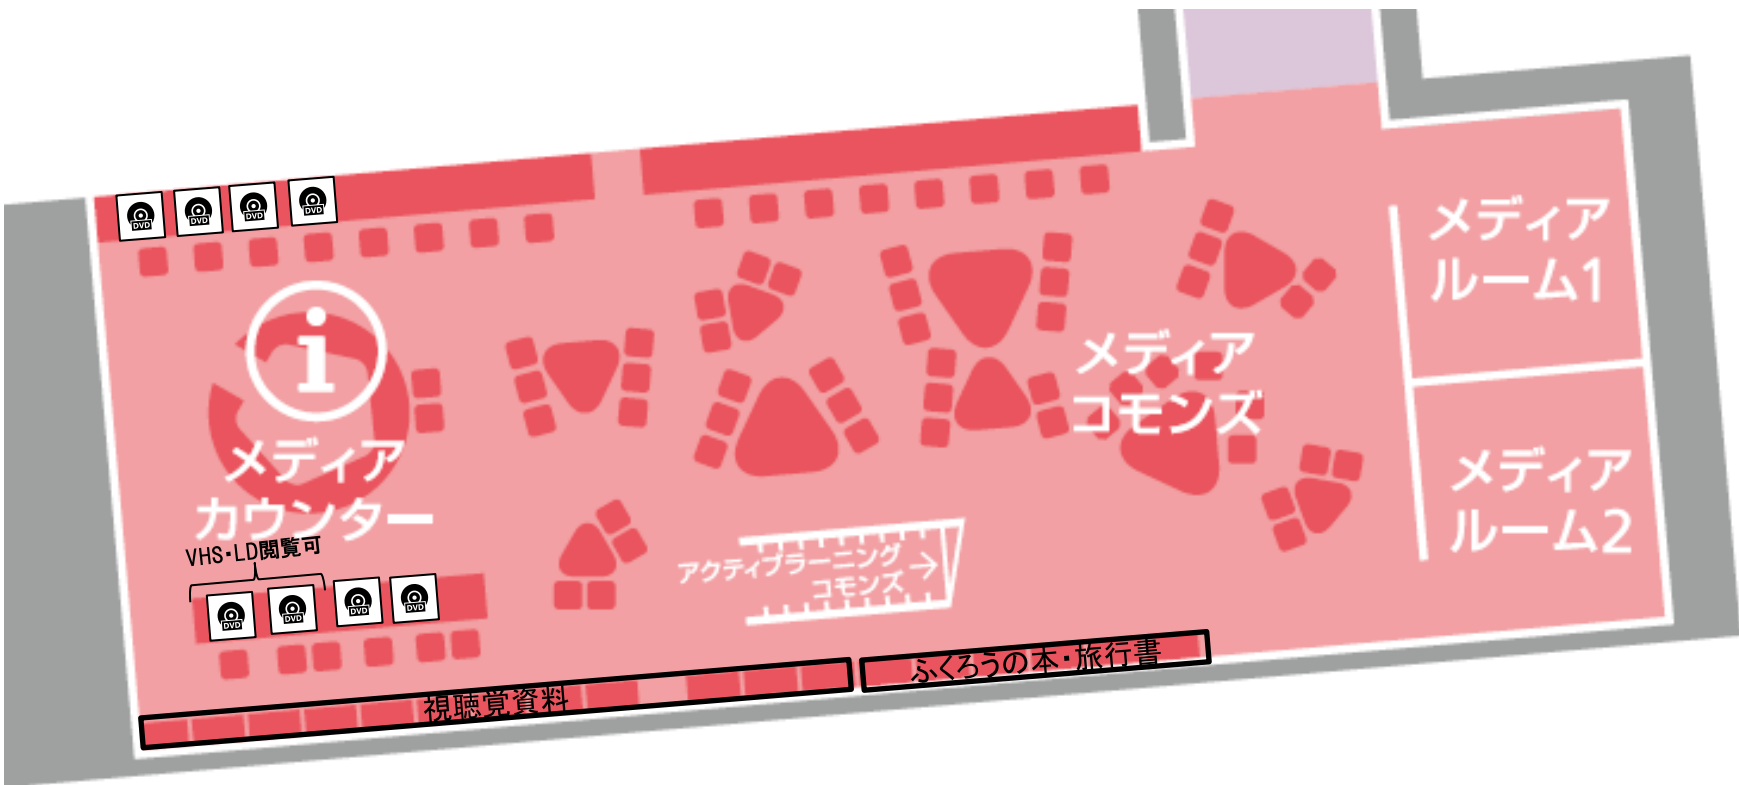 DVD
DVD
DVD
DVD
メディア
ルーム1
メディア
コモンズ
メディア
カウンター
メディア
ルーム2
VHS・LD閲覧可
アクティブラーニング
コモンズ
DVD
DVD
DVD
DVD
ふくろうの本・旅行書
視聴覚資料